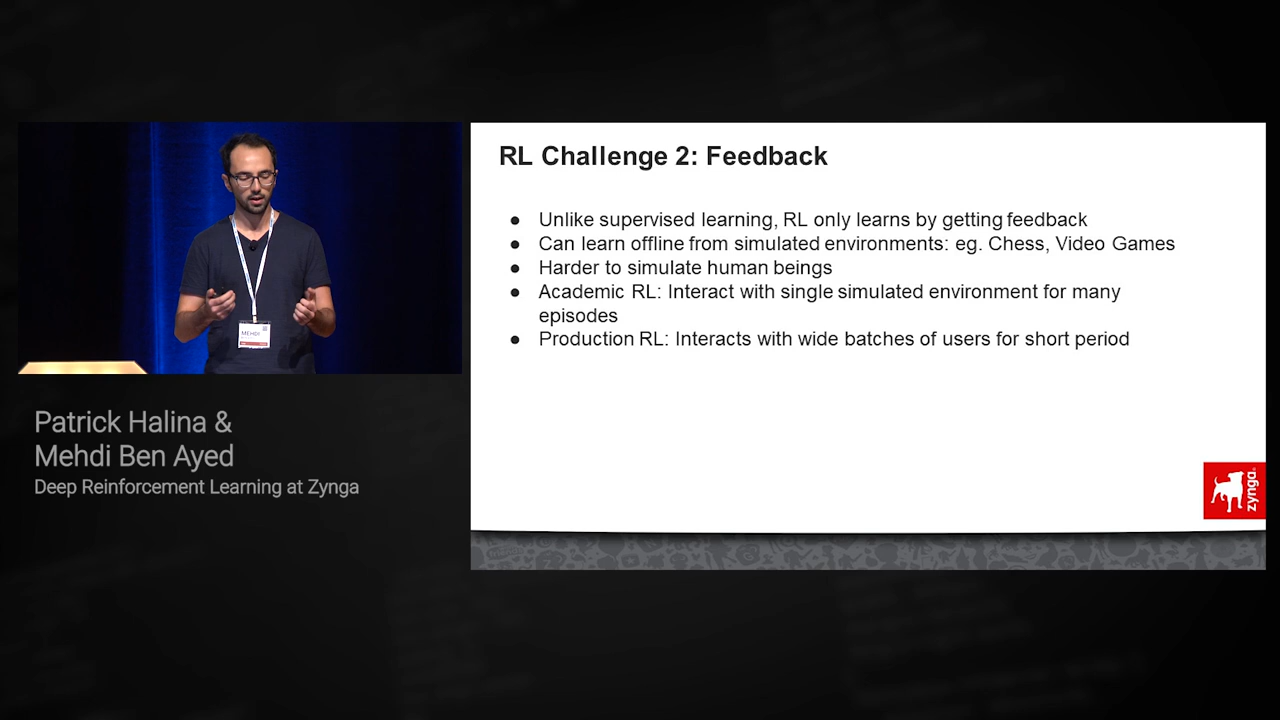 RL Challenge 2: Feedback
● Unlike supervised learning, RL only learns by getting feedback
● Can learn offline from simulated environments: eg. Chess, Video Games
● Harder to simulate human beings
● Academic RL: Interact with single simulated environment for many
episodes
● Production RL: Interacts with wide batches of users for short period
zynga
MEHDI
Patrick Halina &
Mehdi Ben Ayed
Deep Reinforcement Learning at Zynga